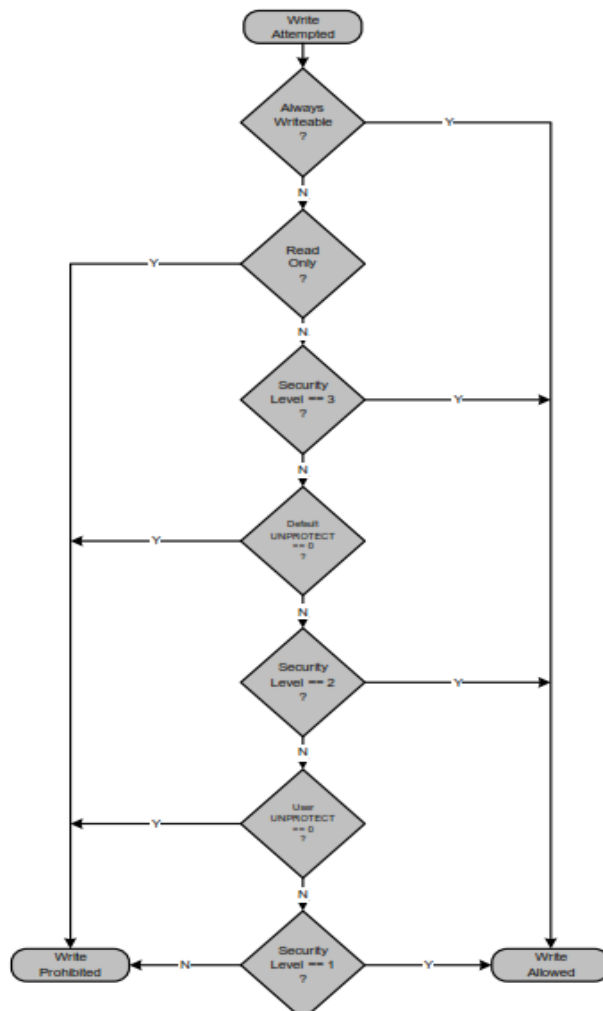 Write
Attempted
Always
Writeable
?
Y
N
Read
Only
?
Y
N
Security
Level == 3
?
Y
N
Default
UNPROTECT
== 0
?
Y
N
Security
Level == 2
?
Y
N
User
UNPROTECT
== 0
?
Y
N
Write
Prohibited
N
Security
Level == 1
?
Y
Write
Allowed